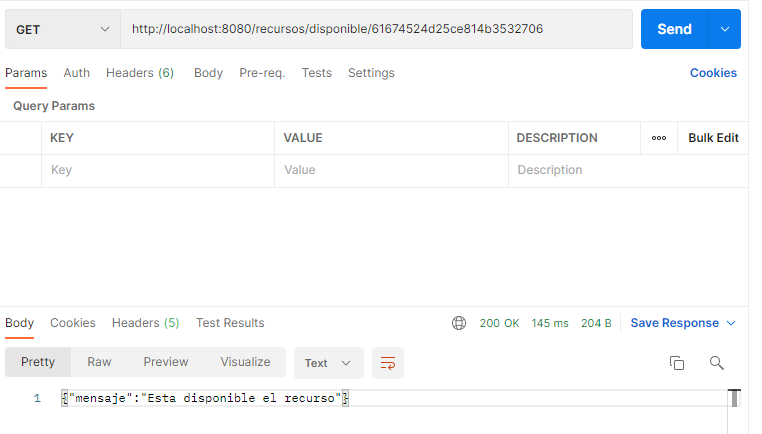 GET http://localhost:8080/recursos/disponible/61674524d25ce814b3532706 Send
Params Auth Headers (6) Body Pre-req. Tests Settings Cookies
Query Params
KEY VALUE DESCRIPTION ooo Bulk Edit
Key Value Description
Body Cookies Headers (5) Test Results 200 OK 145 ms 204 B Save Response
Pretty Raw Preview Visualize Text
1 {"mensaje":"Esta disponible el recurso"}